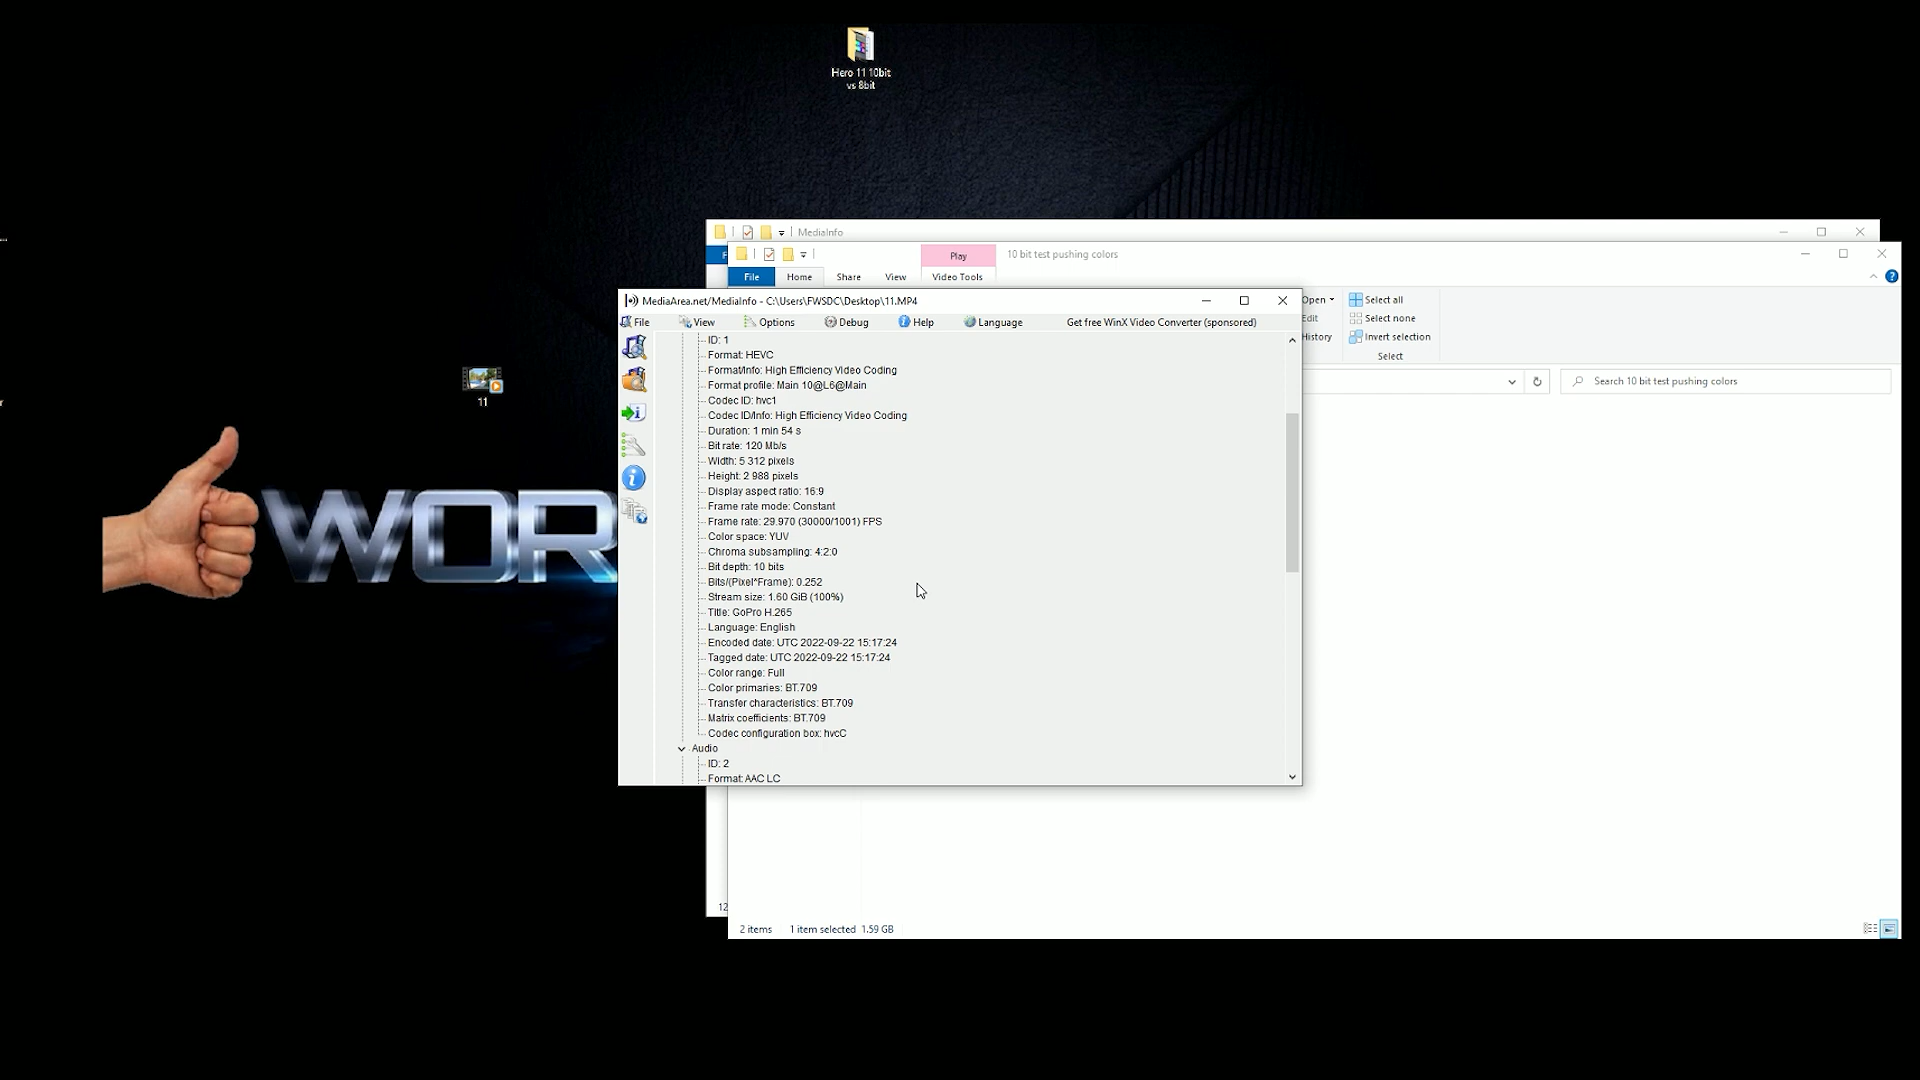 Hero 11 10bit
vs 8bit
11
WOR
MediaInfo
Play
10 bit test pushing colors
File
Home
Share
View
Video Tools
Open
Edit
History
Select all
Select none
Invert selection
Select
Search 10 bit test pushing colors
MediaArea.net/MediaInfo - C:\Users\FWSDC\Desktop\11.MP4
File
View
Options
Debug
Help
Language
Get free WinX Video Converter (sponsored)
ID: 1
Format: HEVC
Format/Info: High Efficiency Video Coding
Format profile: Main 10@L6@Main
Codec ID: hvc1
Codec ID/Info: High Efficiency Video Coding
Duration: 1 min 54 s
Bit rate: 120 Mb/s
Width: 5 312 pixels
Height: 2 988 pixels
Display aspect ratio: 16:9
Frame rate mode: Constant
Frame rate: 29.970 (30000/1001) FPS
Color space: YUV
Chroma subsampling: 4:2:0
Bit depth: 10 bits
Bits/(Pixel*Frame): 0.252
Stream size: 1.60 GiB (100%)
Title: GoPro H.265
Language: English
Encoded date: UTC 2022-09-22 15:17:24
Tagged date: UTC 2022-09-22 15:17:24
Color range: Full
Color primaries: BT.709
Transfer characteristics: BT.709
Matrix coefficients: BT.709
Codec configuration box: hvcC
Audio
ID: 2
Format: AAC LC
12
2 items
1 item selected 1.59 GB